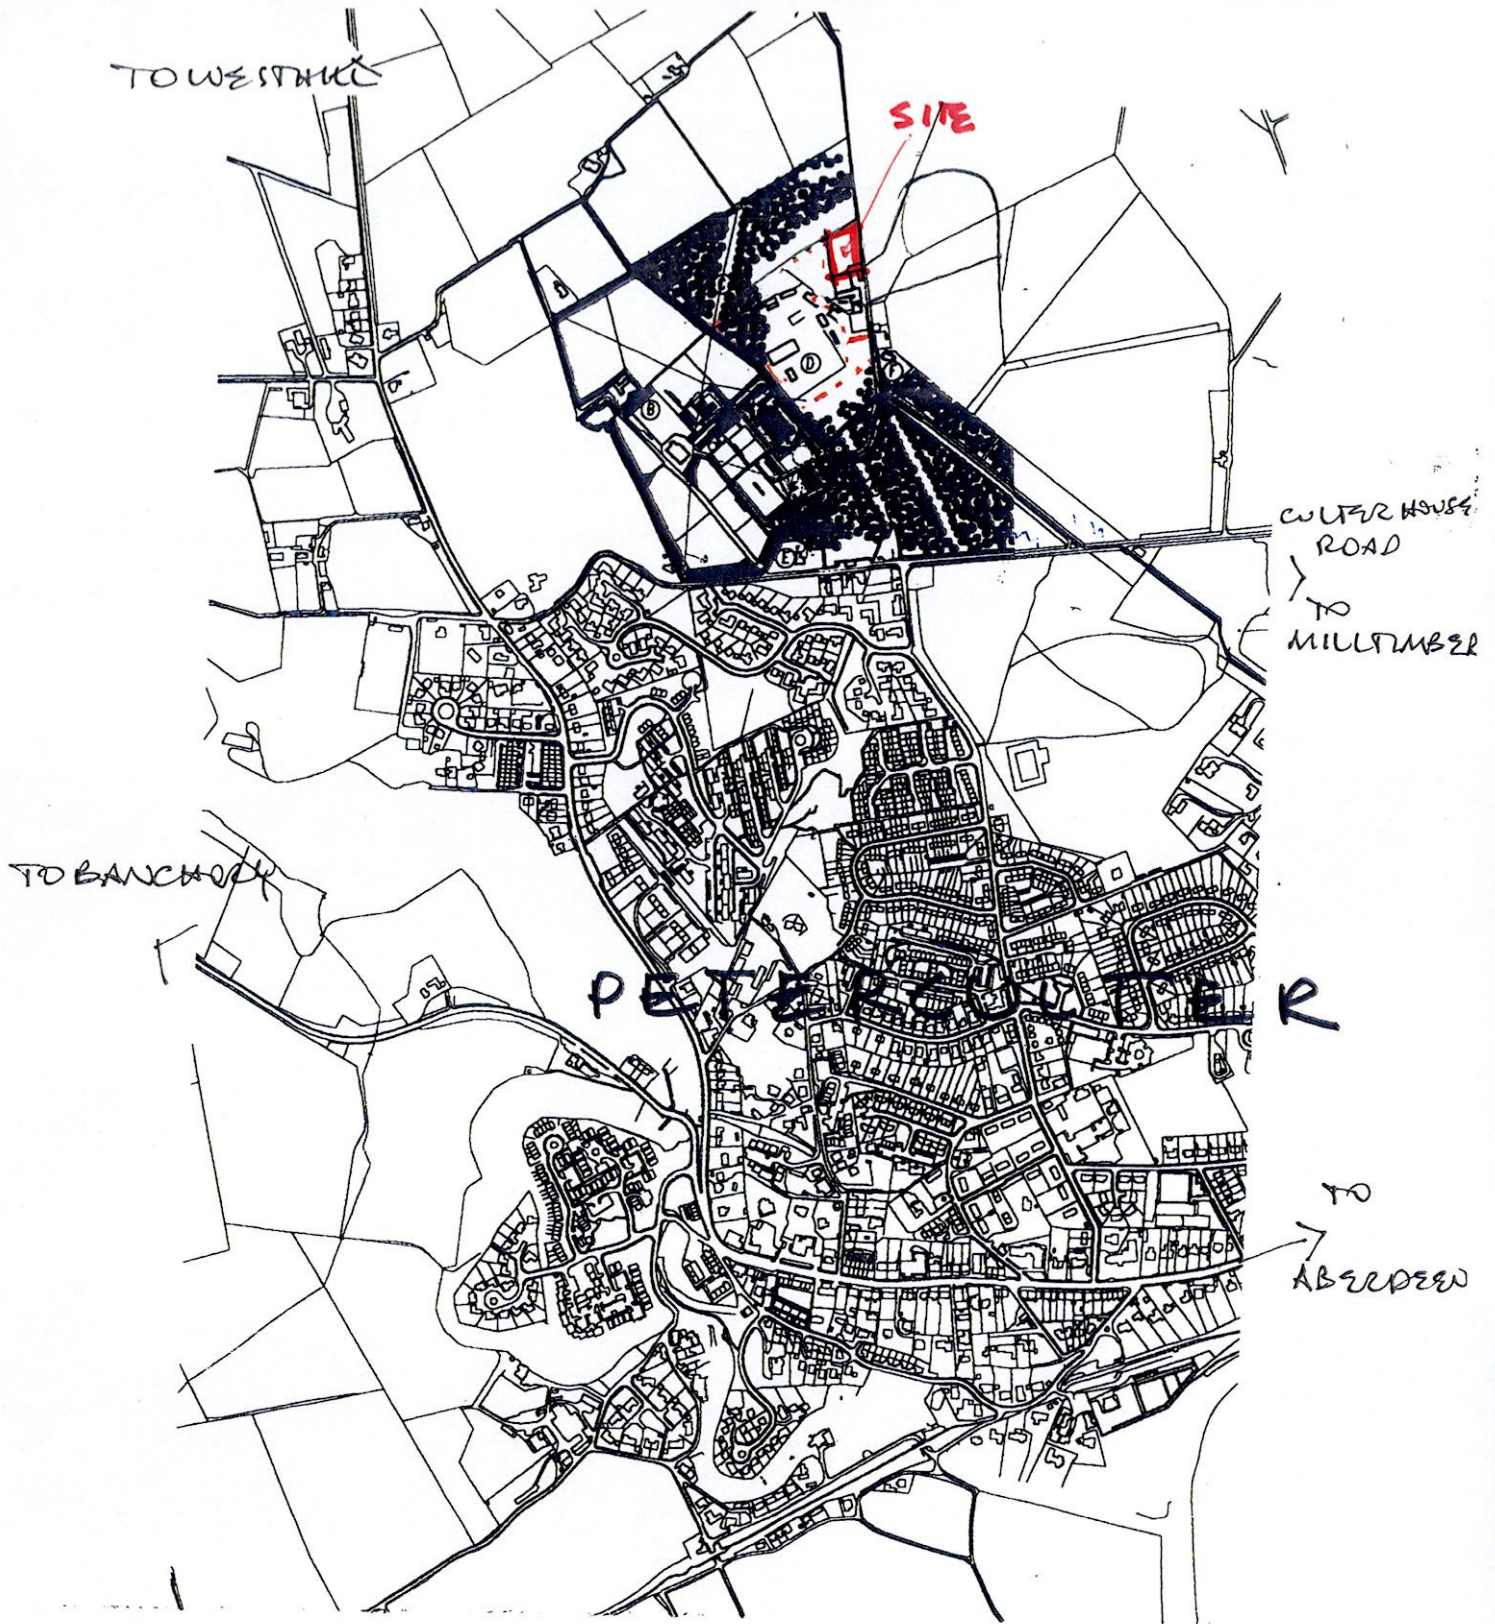 TO WESTHILL
SITE
C
D
F
B
E
CULTER HOUSE
ROAD
TO
MILLTIMBER
TO BANCHORY
PETERCULTER
TO
ABERDEEN